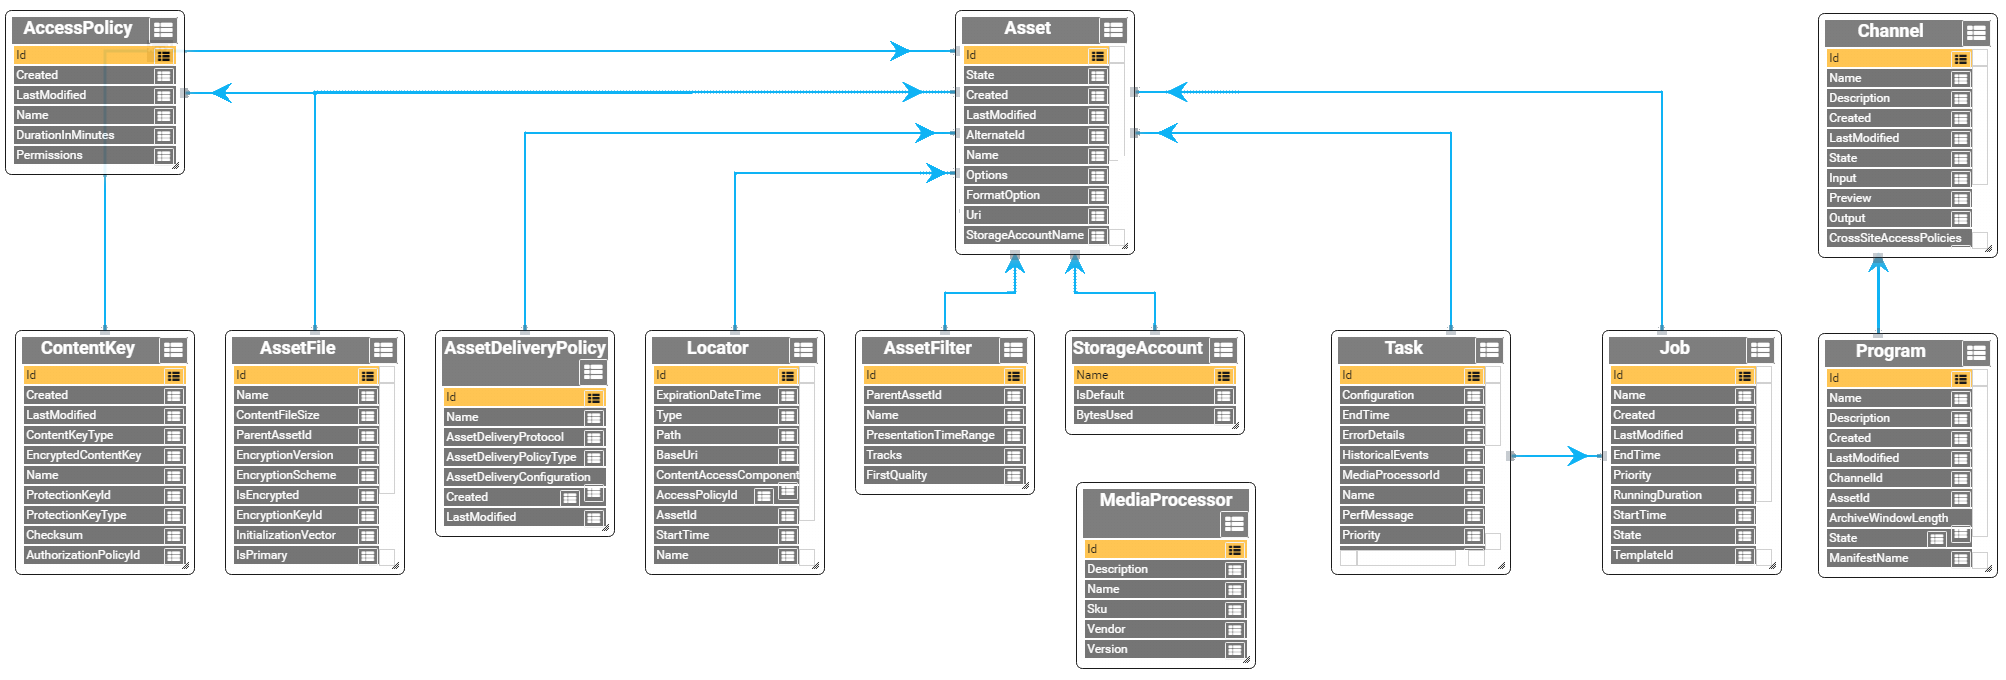 AccessPolicy
Id
Created
LastModified
Name
DurationInMinutes
Permissions
Asset
Id
State
Created
LastModified
AlternateId
Name
Options
FormatOption
Uri
StorageAccountName
Channel
Id
Name
Description
Created
LastModified
State
Input
Preview
Output
CrossSiteAccessPolicies
ContentKey
Id
Created
LastModified
ContentKeyType
EncryptedContentKey
Name
ProtectionKeyId
ProtectionKeyType
Checksum
AuthorizationPolicyId
AssetFile
Id
Name
ContentFileSize
ParentAssetId
EncryptionVersion
EncryptionScheme
IsEncrypted
EncryptionKeyId
InitializationVector
IsPrimary
AssetDeliveryPolicy
Id
Name
AssetDeliveryProtocol
AssetDeliveryPolicyType
AssetDeliveryConfiguration
Created
LastModified
Locator
Id
ExpirationDateTime
Type
Path
BaseUri
ContentAccessComponent
AccessPolicyId
AssetId
StartTime
Name
AssetFilter
Id
ParentAssetId
Name
PresentationTimeRange
Tracks
FirstQuality
StorageAccount
Name
IsDefault
BytesUsed
MediaProcessor
Id
Description
Name
Sku
Vendor
Version
Task
Id
Configuration
EndTime
ErrorDetails
HistoricalEvents
MediaProcessorId
Name
PerfMessage
Priority
Job
Id
Name
Created
LastModified
EndTime
Priority
RunningDuration
StartTime
State
TemplateId
Program
Id
Name
Description
Created
LastModified
ChannelId
AssetId
ArchiveWindowLength
State
ManifestName